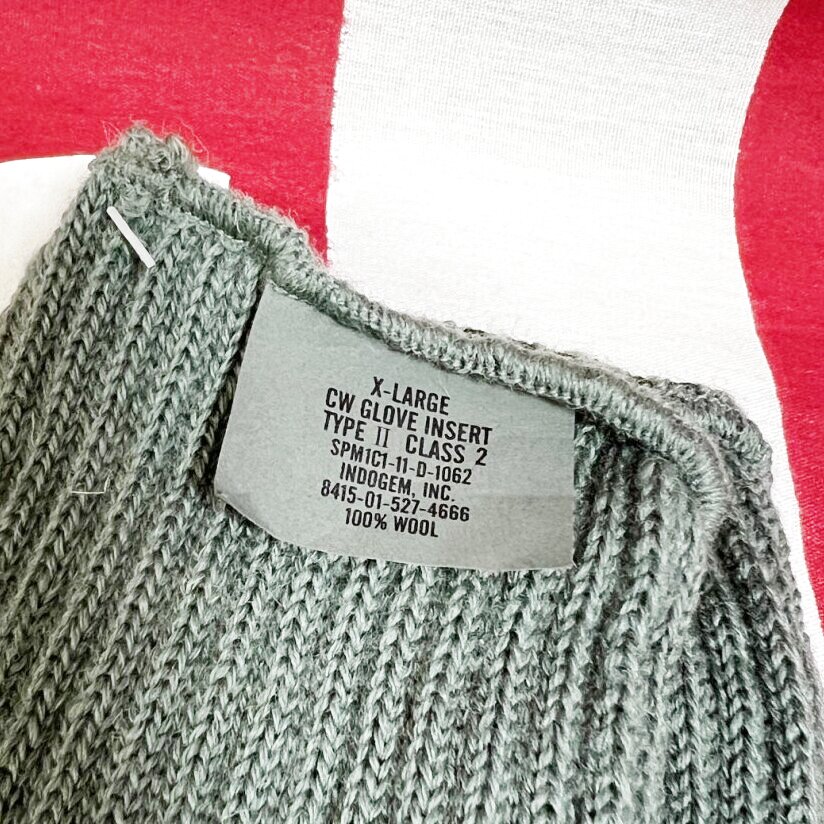 X-LARGE
CW GLOVE INSERT
TYPE II CLASS 2
SPM1C1-11-D-1062
INDOGEM, INC.
8415-01-527-4666
100% WOOL